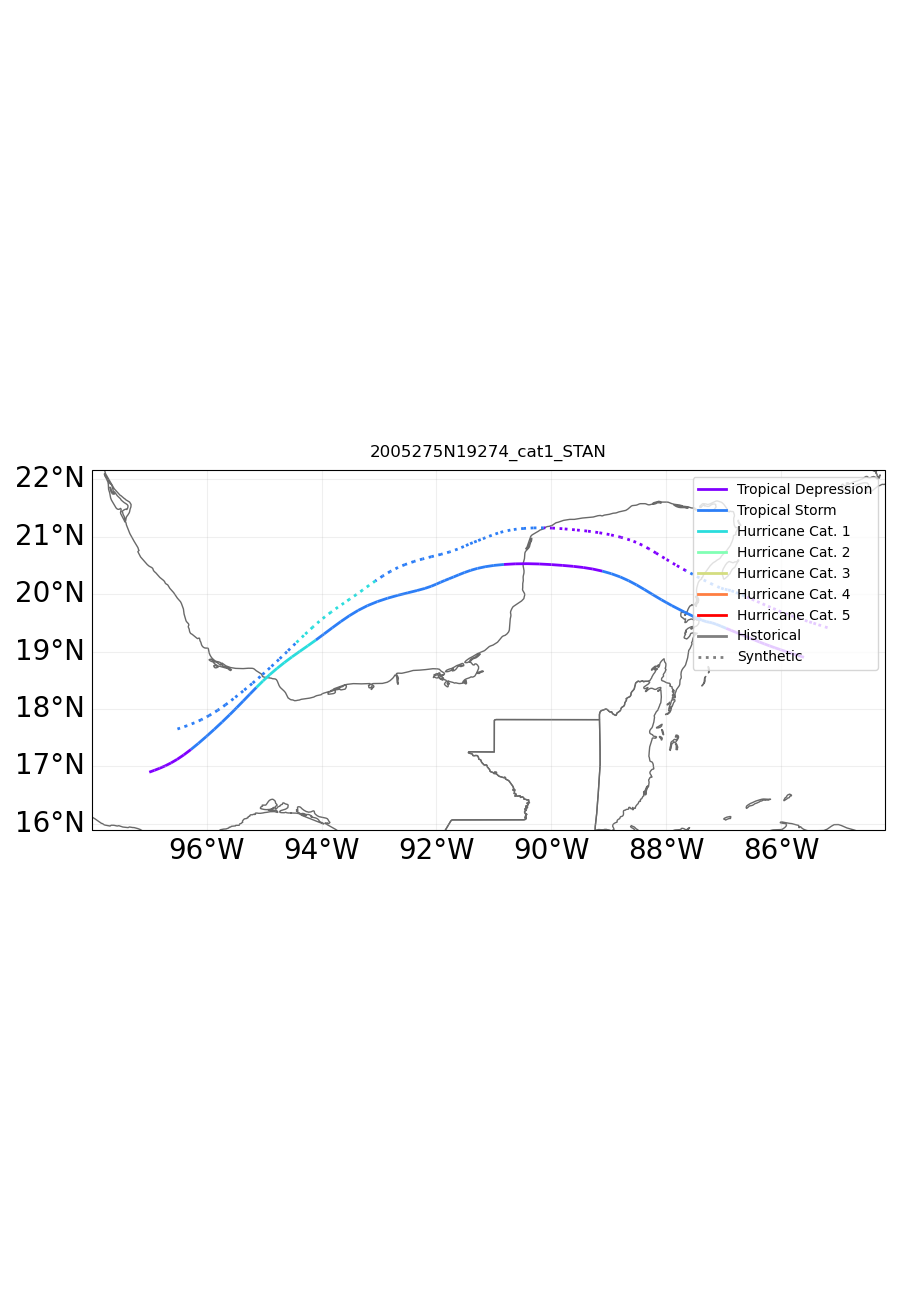 2005275N19274_cat1_STAN
22°N
21°N
20°N
19°N
18°N
17°N
16°N
Tropical Depression
Tropical Storm
Hurricane Cat. 1
Hurricane Cat. 2
Hurricane Cat. 3
Hurricane Cat. 4
Hurricane Cat. 5
Historical
Synthetic
96°W 94°W 92°W 90°W 88°W 86°W